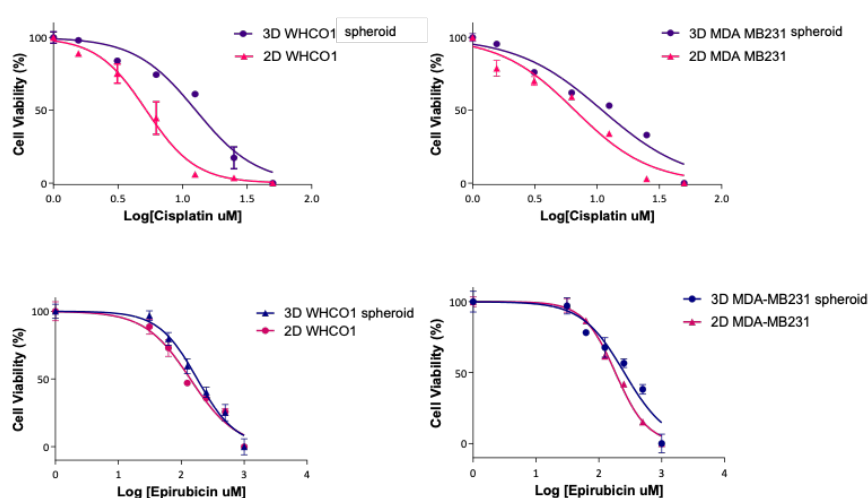 3D WHCO1 spheroid
2D WHCO1
100
50
0
Cell Viability (%)
0.0 0.5 1.0 1.5 2.0
Log[Cisplatin uM]
3D MDA MB231 spheroid
2D MDA MB231
100
50
0
Cell Viability (%)
0.0 0.5 1.0 1.5 2.0
Log[Cisplatin uM]
3D WHCO1 spheroid
2D WHCO1
100
50
0
Cell Viability (%)
0 1 2 3 4
Log [Epirubicin uM]
3D MDA-MB231 spheroid
2D MDA-MB231
100
50
0
Cell Viability (%)
0 1 2 3 4
Log [Epirubicin uM]